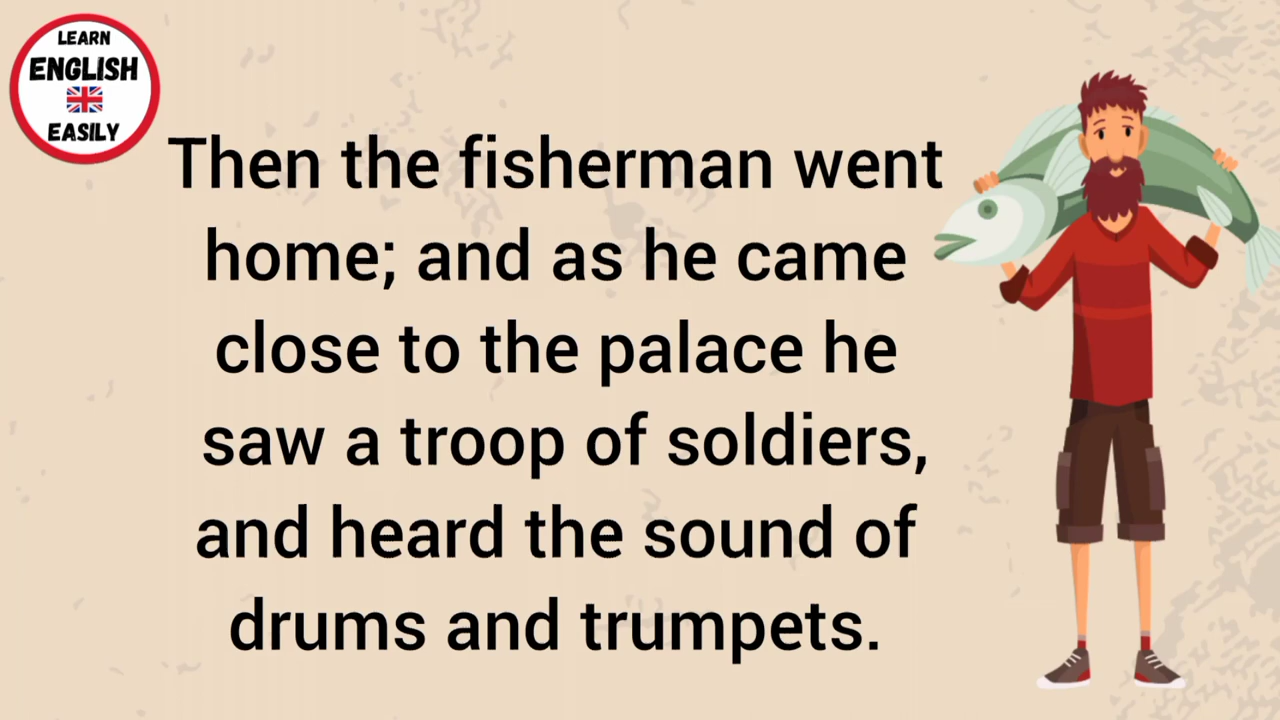 LEARN
ENGLISH
EASILY
Then the fisherman went
home; and as he came
close to the palace he
saw a troop of soldiers,
and heard the sound of
drums and trumpets.